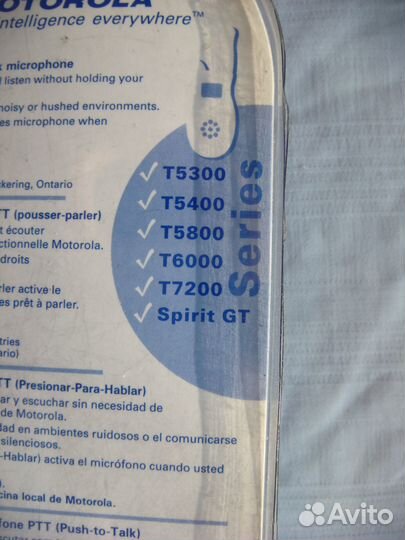 MOTOROLA
intelligence everywhere™
microphone
listen without holding your
noisy or hushed environments.
es microphone when
ckering, Ontario
TT (pousser-parler)
t écouter
ctionnelle Motorola.
droits
rler active le
es prêt à parler.
tries
ario)
T5300
T5400
T5800
T6000
T7200
Spirit GT
Series
TT (Presionar-Para-Hablar)
ar y escuchar sin necesidad de
de Motorola.
dad en ambientes ruidosos o el comunicarse
silenciosos.
-Hablar) activa el micrófono cuando usted
cina local de Motorola.
fone PTT (Push-to-Talk)
Avito